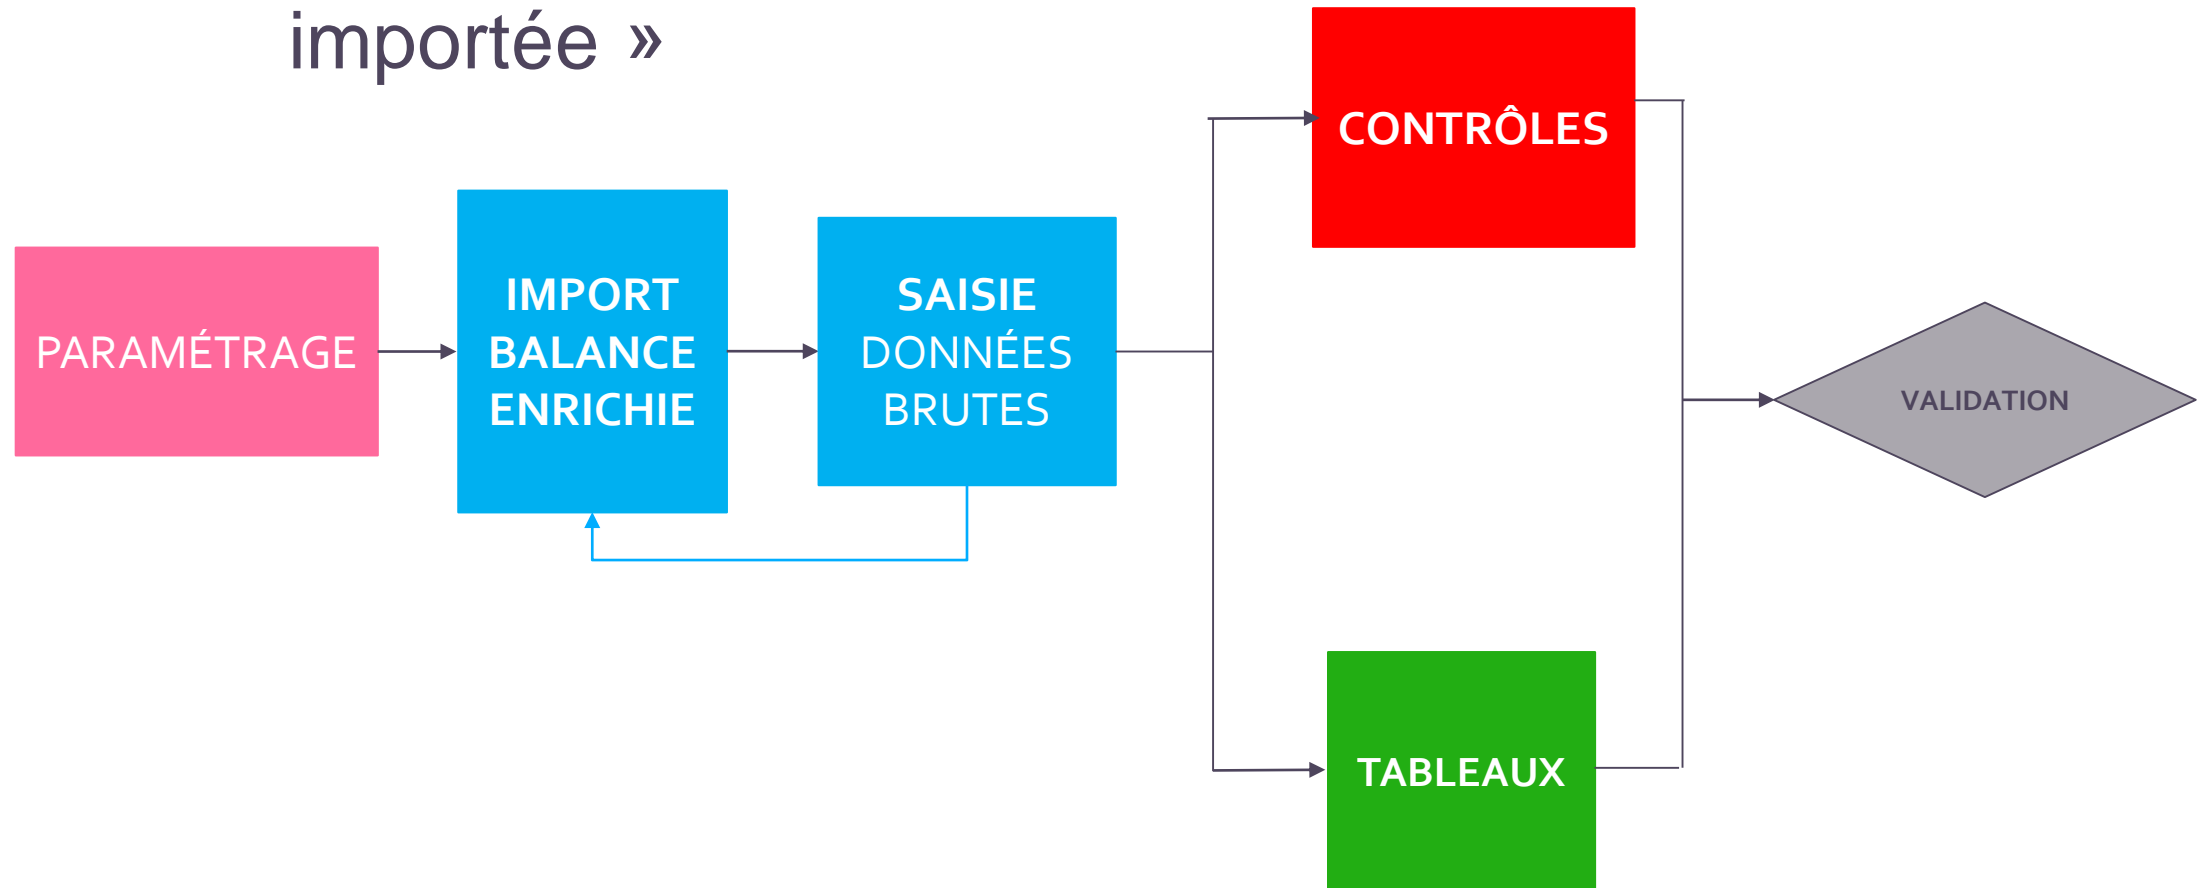 importée »
PARAMÉTRAGE
IMPORT
BALANCE
ENRICHIE
SAISIE
DONNÉES
BRUTES
CONTRÔLES
TABLEAUX
VALIDATION